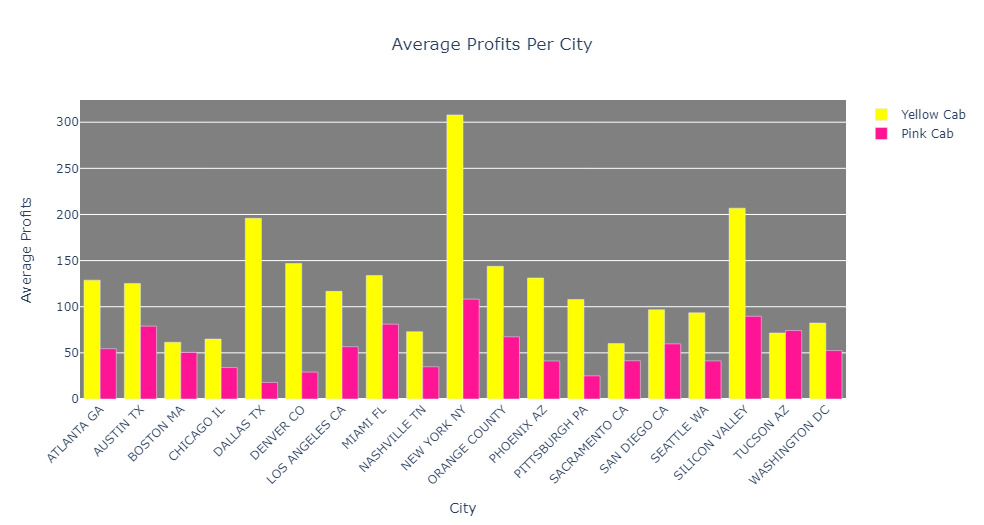 Average Profits Per City
Yellow Cab
Pink Cab
Average Profits
300
250
200
150
100
50
0
ATLANTA GA
AUSTIN TX
BOSTON MA
CHICAGO IL
DALLAS TX
DENVER CO
LOS ANGELES CA
MIAMI FL
NASHVILLE TN
NEW YORK NY
ORANGE COUNTY
PHOENIX AZ
PITTSBURGH PA
SACRAMENTO CA
SAN DIEGO CA
SEATTLE WA
SILICON VALLEY
TUCSON AZ
WASHINGTON DC
City